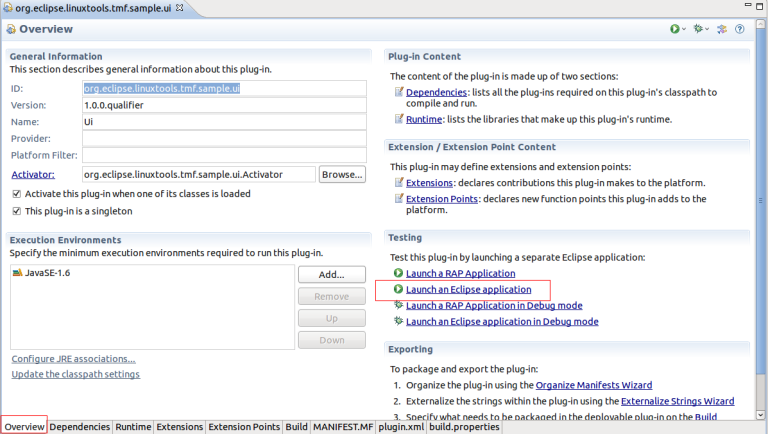 org.eclipse.linuxtools.tmf.sample.ui
Overview
General Information
This section describes general information about this plug-in.
ID: org.eclipse.linuxtools.tmf.sample.ui
Version: 1.0.0.qualifier
Name: Ui
Provider:
Platform Filter:
Activator: org.eclipse.linuxtools.tmf.sample.ui.Activator Browse...
Activate this plug-in when one of its classes is loaded
This plug-in is a singleton
Execution Environments
Specify the minimum execution environments required to run this plug-in.
JavaSE-1.6
Add...
Remove
Up
Down
Configure JRE associations...
Update the classpath settings
Plug-in Content
The content of the plug-in is made up of two sections:
Dependencies: lists all the plug-ins required on this plug-in's classpath to
compile and run.
Runtime: lists the libraries that make up this plug-in's runtime.
Extension / Extension Point Content
This plug-in may define extensions and extension points:
Extensions: declares contributions this plug-in makes to the platform.
Extension Points: declares new function points this plug-in adds to the
platform.
Testing
Test this plug-in by launching a separate Eclipse application:
Launch a RAP Application
Launch an Eclipse application
Launch a RAP Application in Debug mode
Launch an Eclipse application in Debug mode
Exporting
To package and export the plug-in:
1. Organize the plug-in using the Organize Manifests Wizard
2. Externalize the strings within the plug-in using the Externalize Strings Wizard
3. Specify what needs to be packaged in the deployable plug-in on the Build
Overview Dependencies Runtime Extensions Extension Points Build MANIFEST.MF plugin.xml build.properties